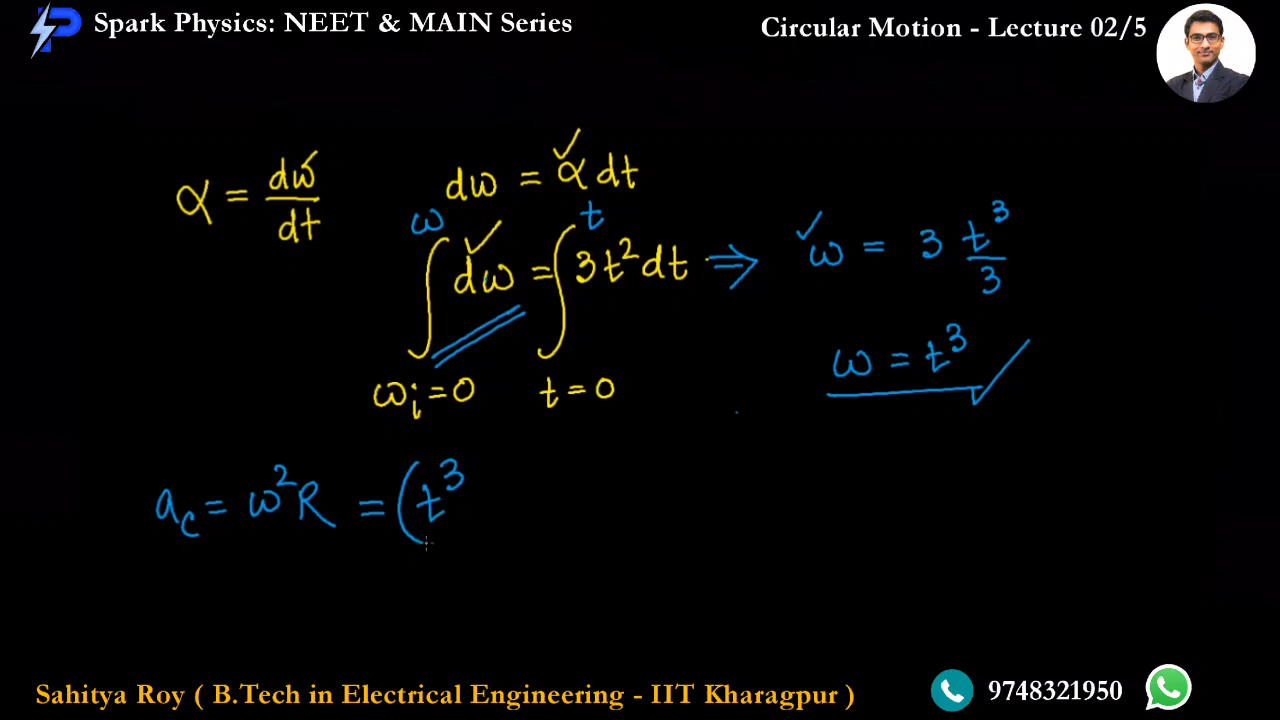 Spark Physics: NEET & MAIN Series
Circular Motion - Lecture 02/5
α = dω/dt
dω = α dt
∫_{ωi=0}^{ω} dω = ∫_{t=0}^{t} 3t² dt ⇒ ω = 3 t³/3
ω = t³
a_c = ω²R = (t³
Sahitya Roy ( B.Tech in Electrical Engineering - IIT Kharagpur )
9748321950